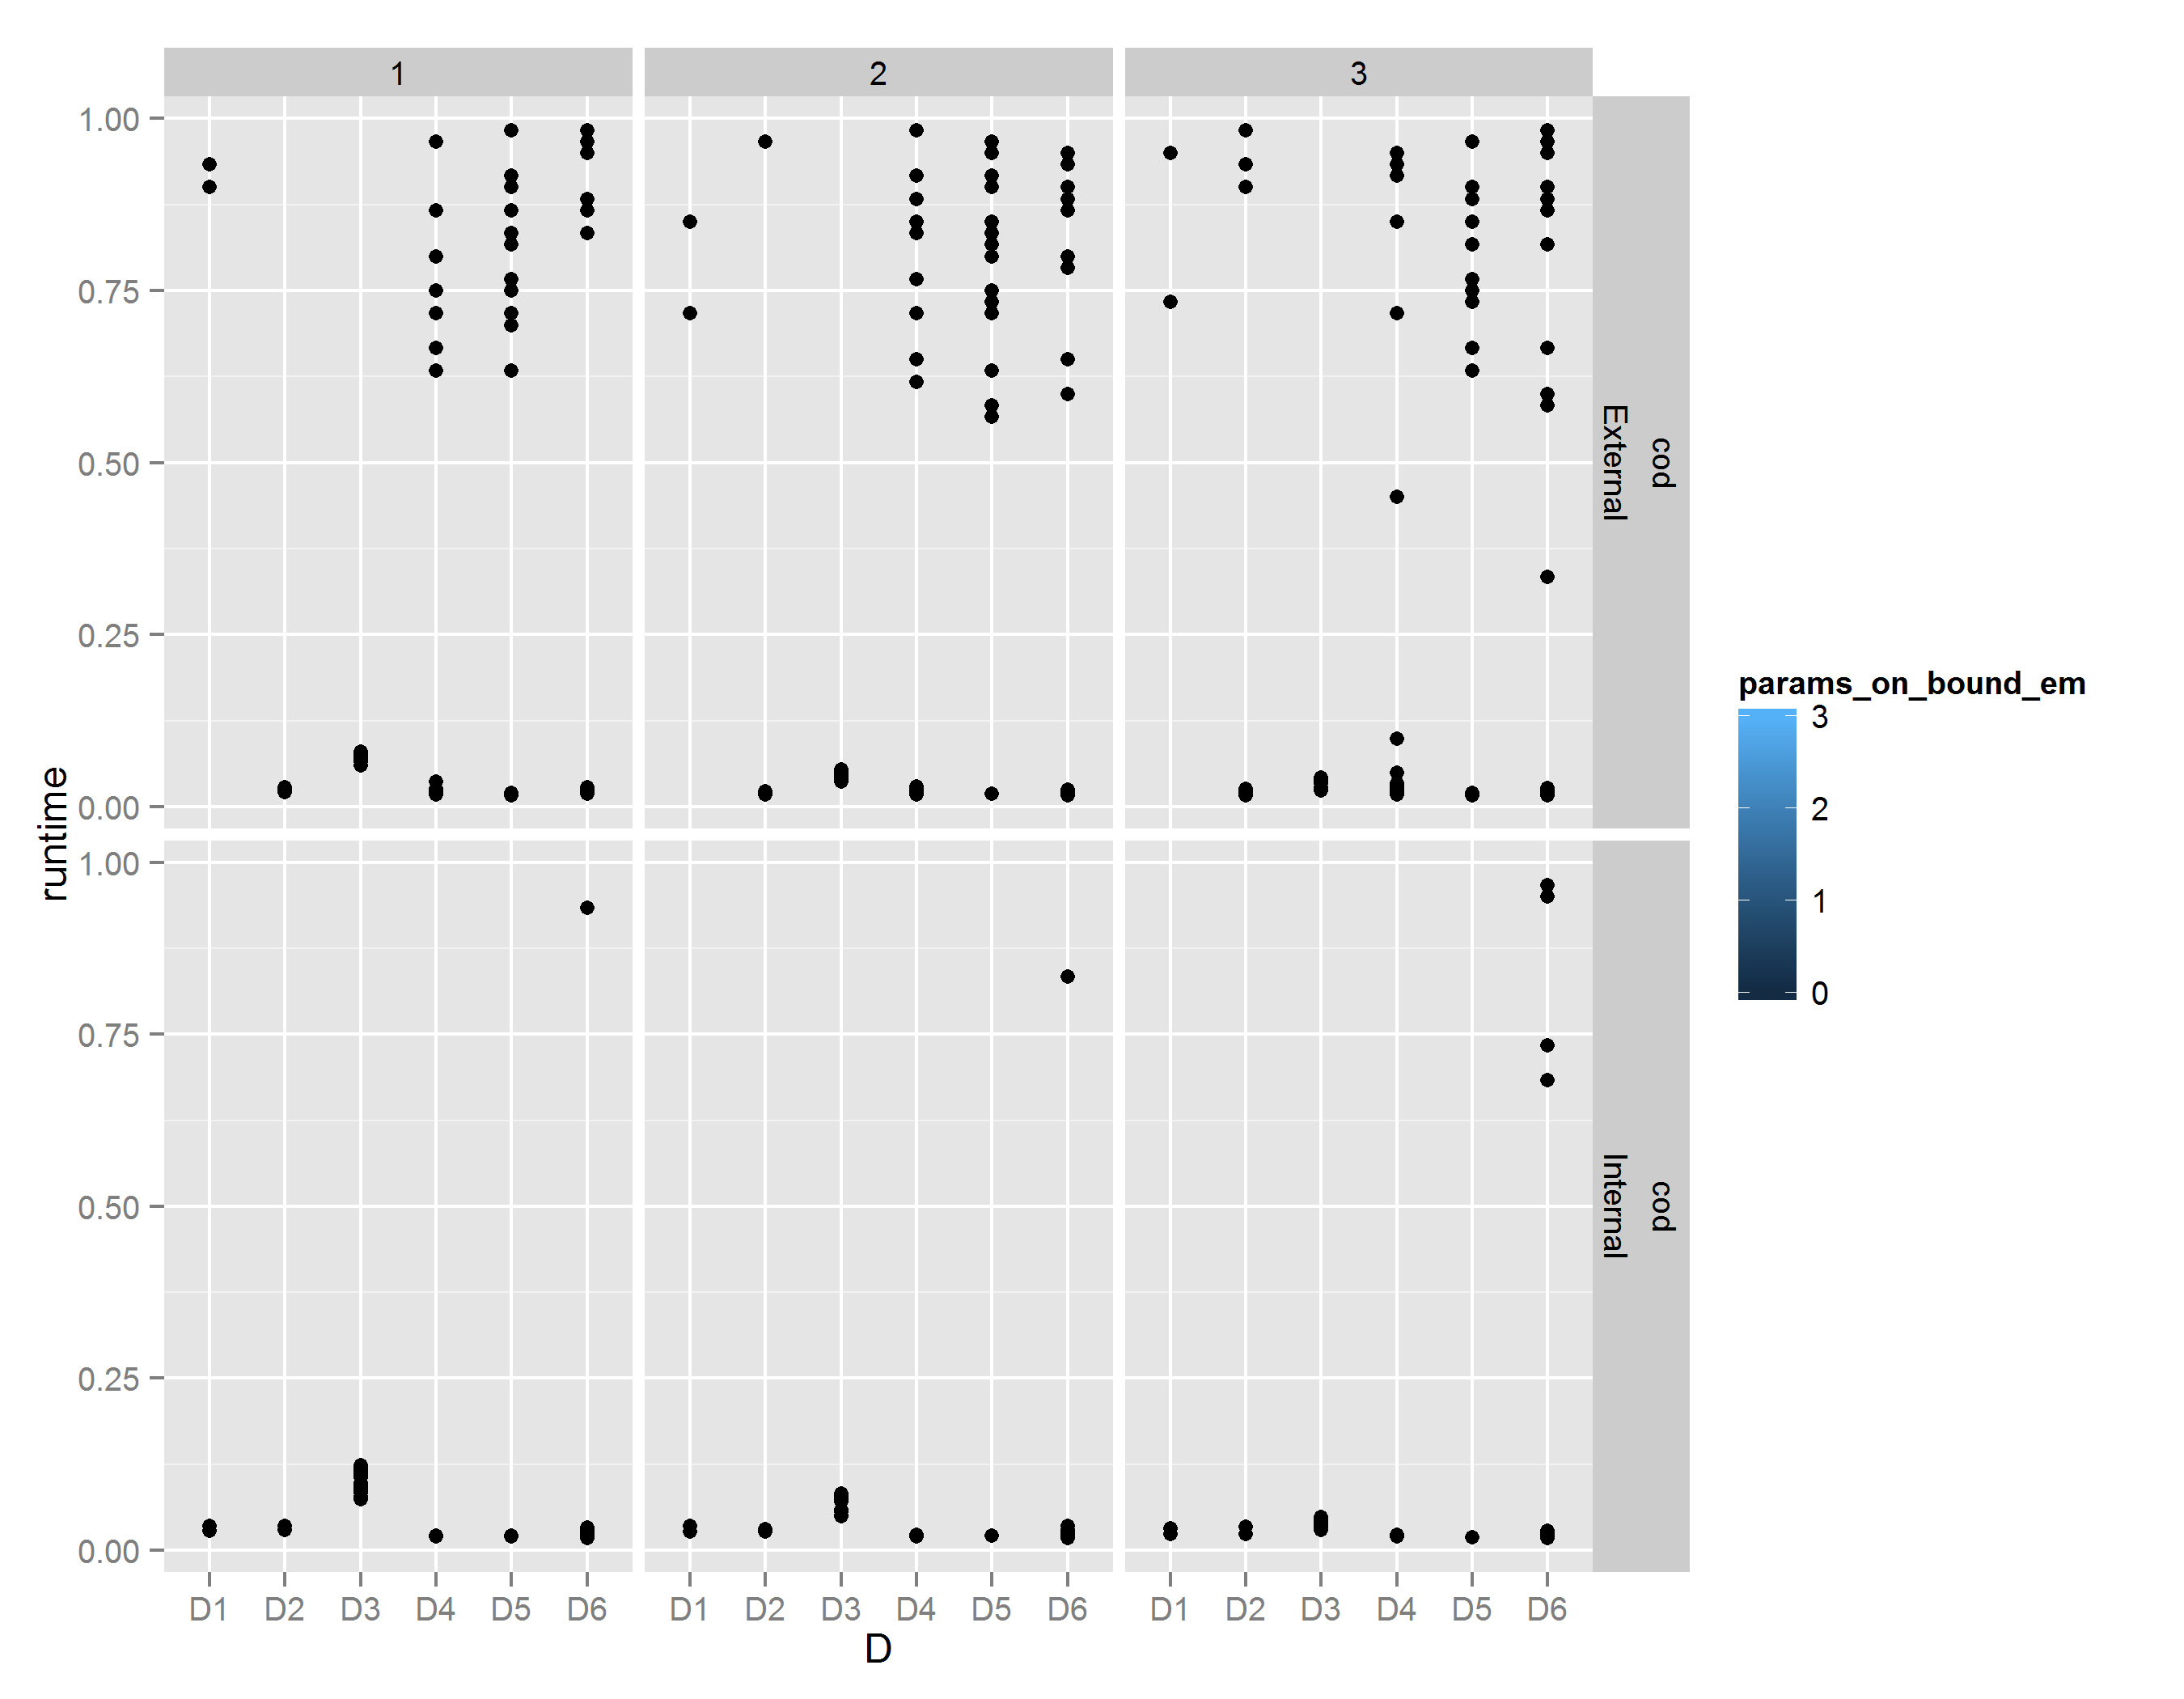 1 2 3
1.00
0.75
0.50
0.25
0.00
cod
External
1.00
0.75
0.50
0.25
0.00
cod
Internal
runtime
D1 D2 D3 D4 D5 D6 D1 D2 D3 D4 D5 D6 D1 D2 D3 D4 D5 D6
D
params_on_bound_em
3
2
1
0